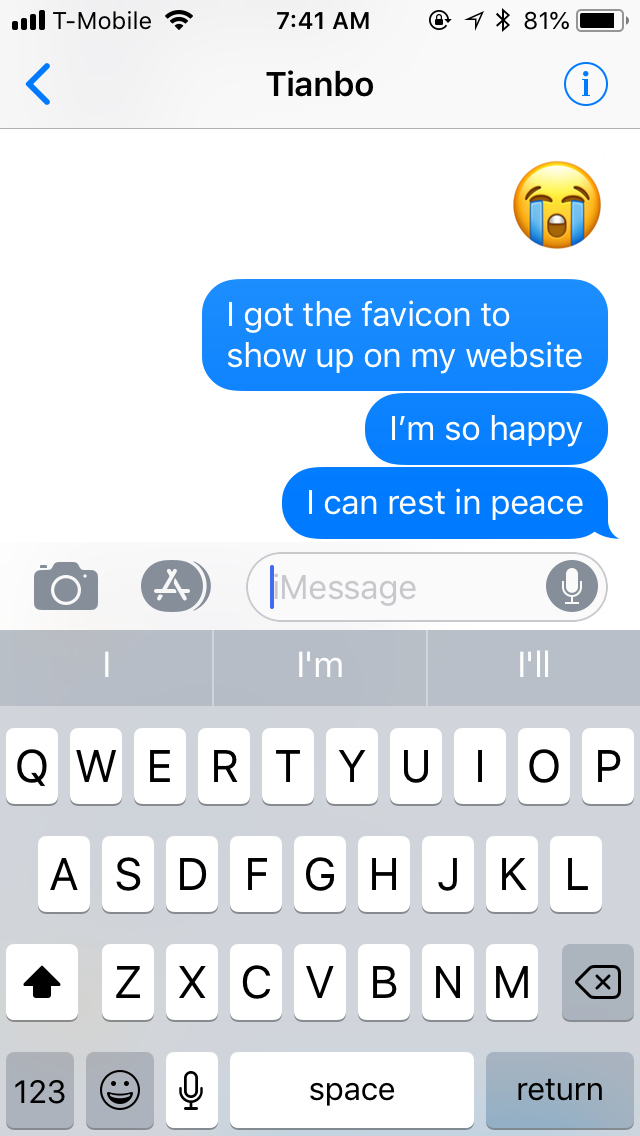 T-Mobile 7:41 AM 81%
Tianbo i
I got the favicon to
show up on my website
I’m so happy
I can rest in peace
iMessage
I I'm I'll
Q W E R T Y U I O P
A S D F G H J K L
Z X C V B N M
123 space return